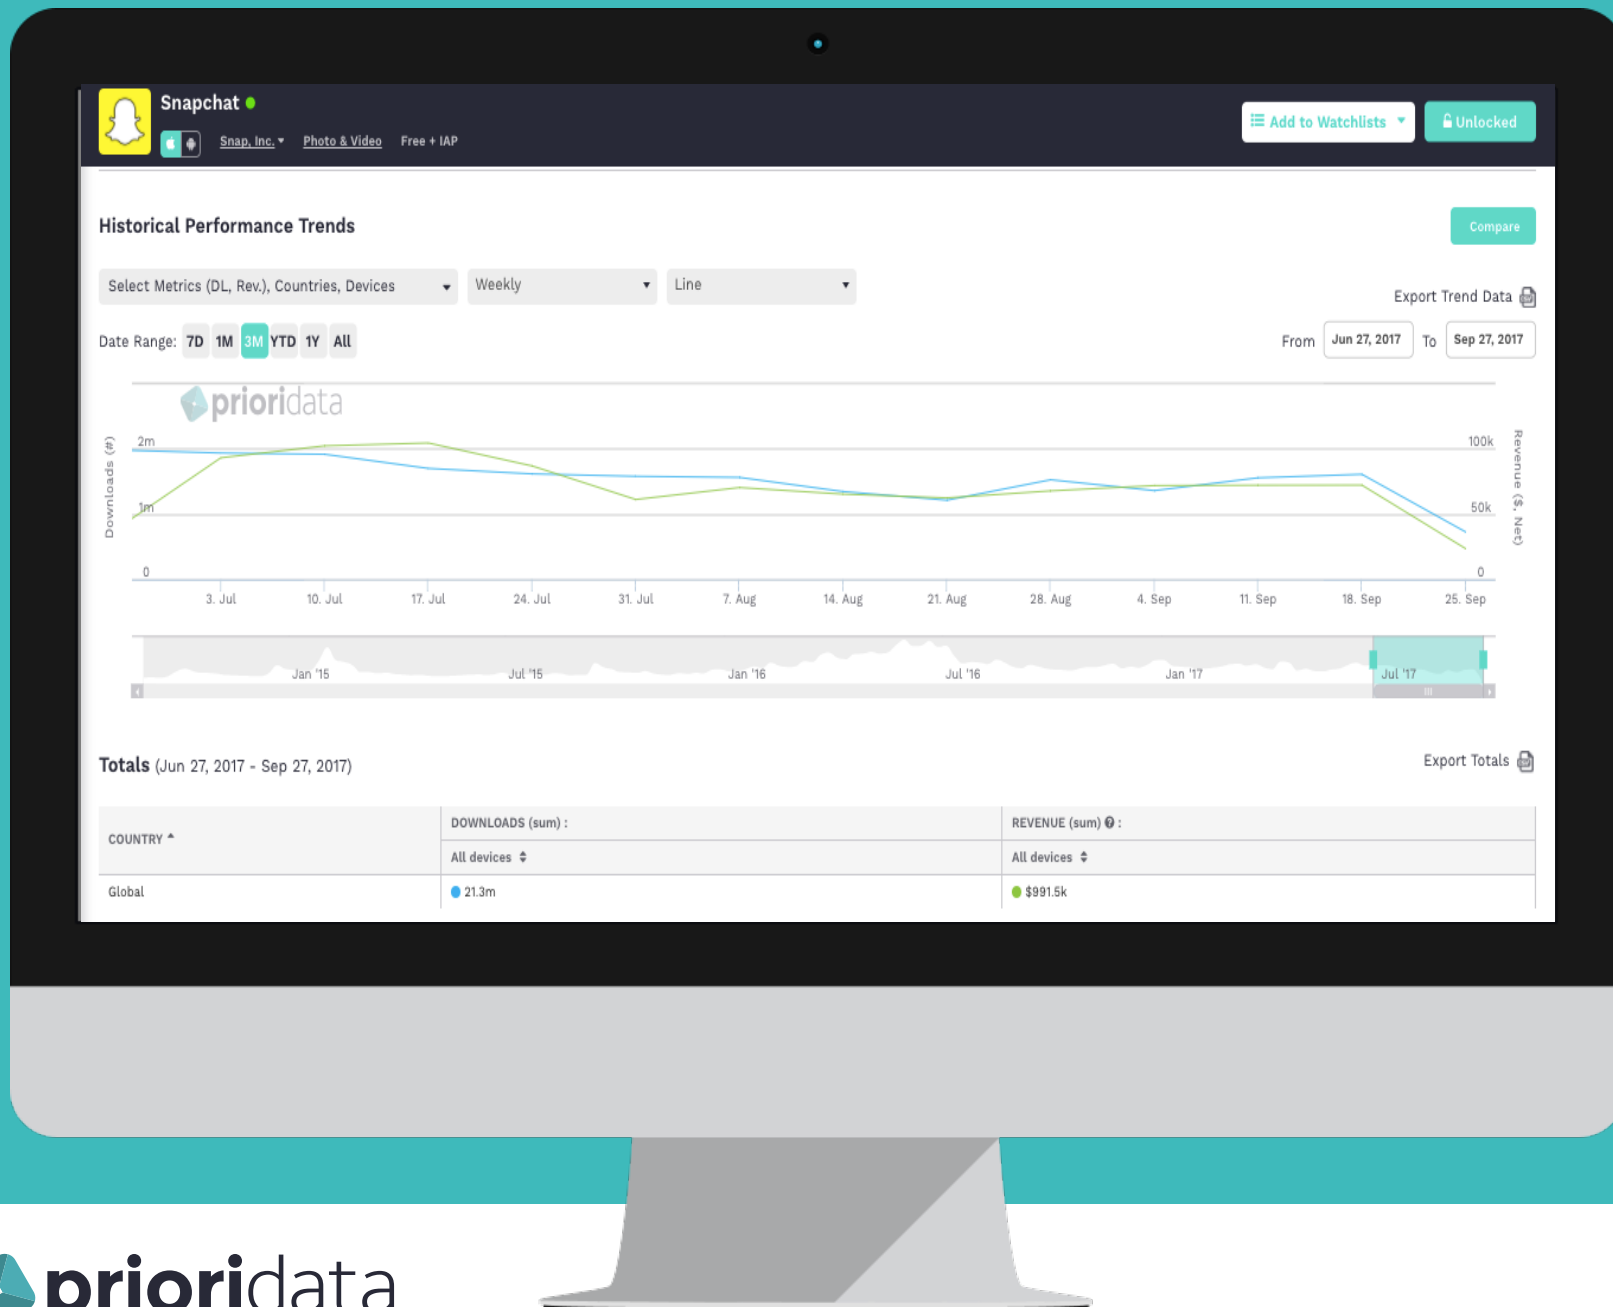 Snapchat
Snap, Inc. Photo & Video Free + IAP
Add to Watchlists Unlocked
Historical Performance Trends
Compare
Select Metrics (DL, Rev.), Countries, Devices Weekly Line
Export Trend Data
Date Range: 7D 1M 3M YTD 1Y All
From Jun 27, 2017 To Sep 27, 2017
prioridata
Downloads (#)
2m
1m
0
100k
50k
0
Revenue ($, Net)
3. Jul 10. Jul 17. Jul 24. Jul 31. Jul 7. Aug 14. Aug 21. Aug 28. Aug 4. Sep 11. Sep 18. Sep 25. Sep
Jan '15 Jul '15 Jan '16 Jul '16 Jan '17 Jul '17
Totals (Jun 27, 2017 - Sep 27, 2017)
Export Totals
COUNTRY
DOWNLOADS (sum) : REVENUE (sum) :
All devices All devices
Global 21.3m $991.5k
prioridata